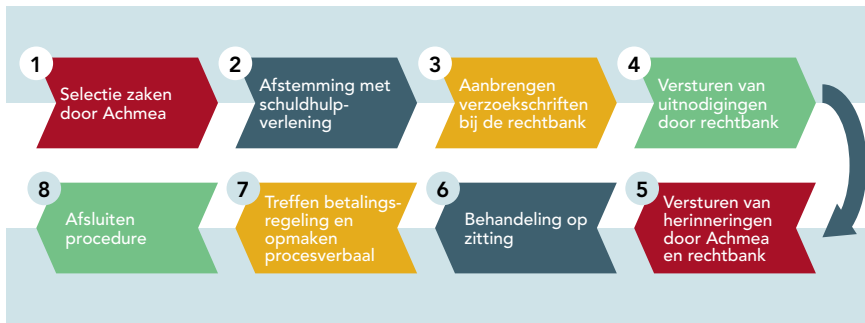 1
Selectie zaken
door Achmea
2
Afstemming met
schuldhulp-
verlening
3
Aanbrengen
verzoekschriften
bij de rechtbank
4
Versturen van
uitnodigingen
door rechtbank
5
Versturen van
herinneringen
door Achmea
en rechtbank
6
Behandeling op
zitting
7
Treffen betalings-
regeling en
opmaken
procesverbaal
8
Afsluiten
procedure